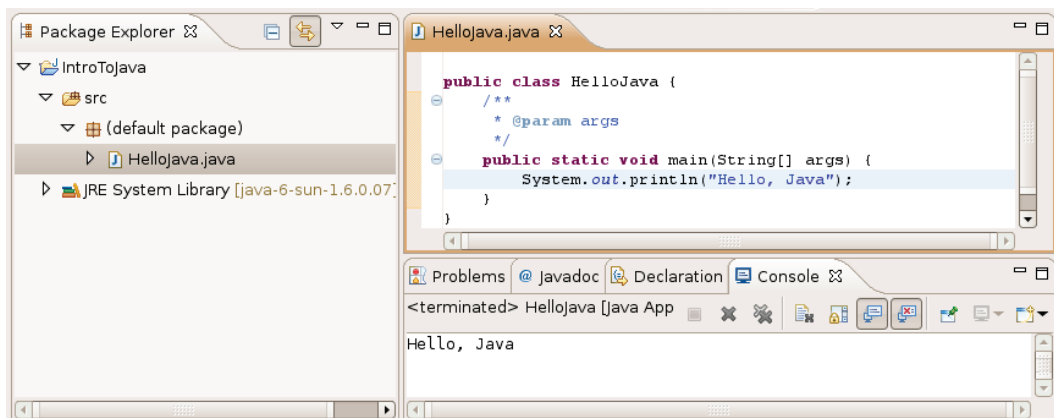 Package Explorer
IntroToJava
src
(default package)
HelloJava.java
JRE System Library [java-6-sun-1.6.0.07]
HelloJava.java
public class HelloJava {
/**
* @param args
*/
public static void main(String[] args) {
System.out.println("Hello, Java");
}
}
Problems @ Javadoc Declaration Console
<terminated> HelloJava [Java App
Hello, Java